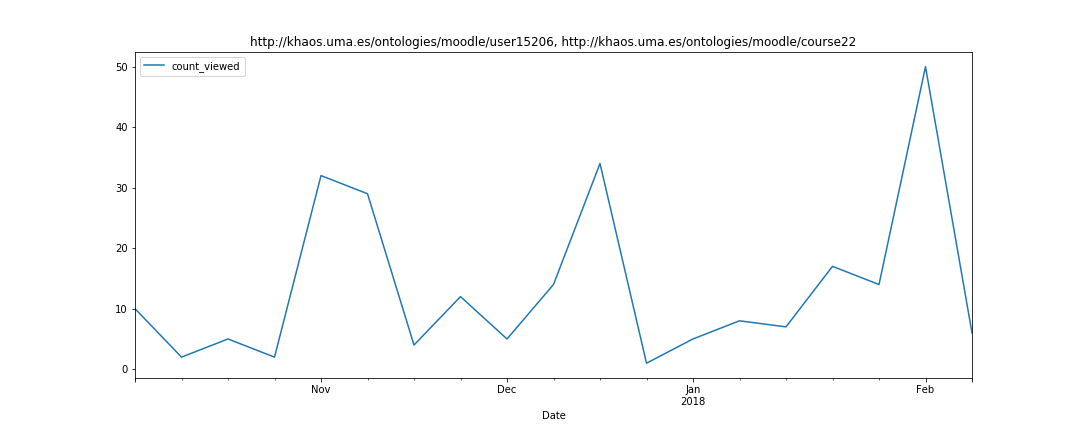 http://khaos.uma.es/ontologies/moodle/user15206, http://khaos.uma.es/ontologies/moodle/course22
count_viewed
50
40
30
20
10
0
Nov
Dec
Jan
2018
Feb
Date